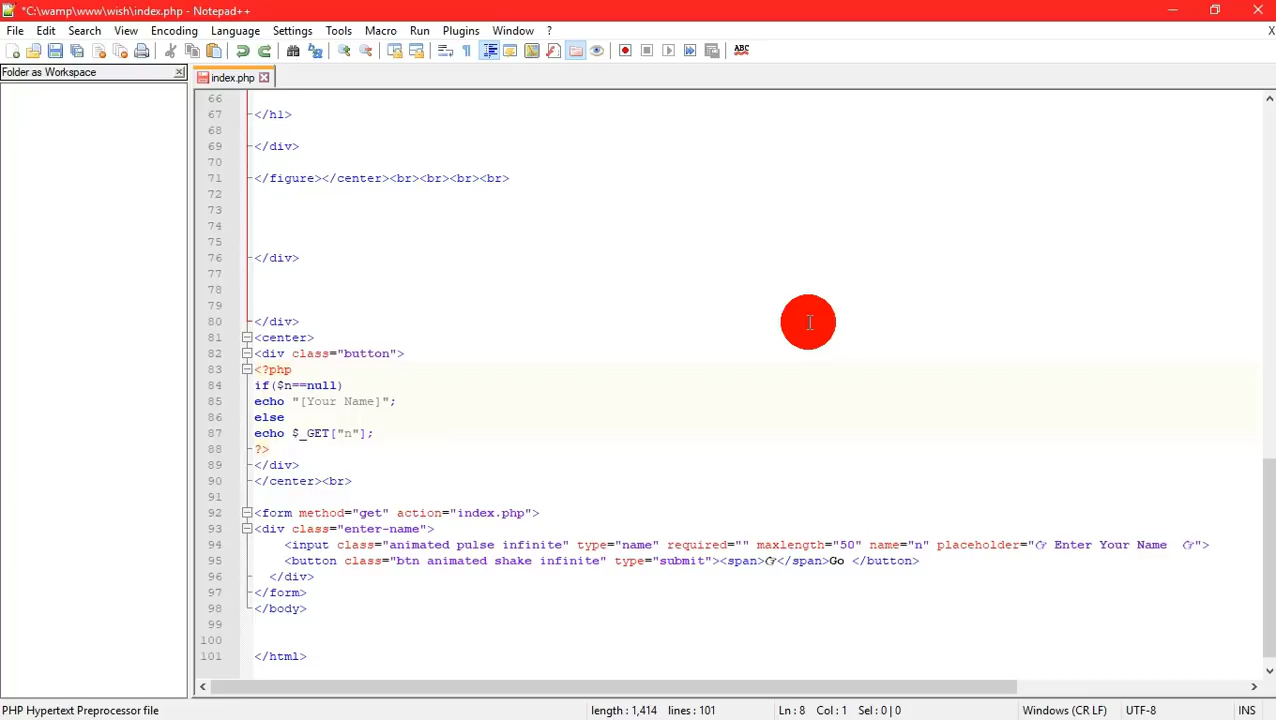 *C:\wamp\www\wish\index.php - Notepad++
File Edit Search View Encoding Language Settings Tools Macro Run Plugins Window ? X
ABC
Folder as Workspace
index.php
66
67 </h1>
68
69 </div>
70
71 </figure></center><br><br><br><br>
72
73
74
75
76 </div>
77
78
79
80 </div>
81 <center>
82 <div class="button">
83 <?php
84 if($n==null)
85 echo "[Your Name]";
86 else
87 echo $_GET["n"];
88 ?>
89 </div>
90 </center><br>
91
92 <form method="get" action="index.php">
93 <div class="enter-name">
94 <input class="animated pulse infinite" type="name" required="" maxlength="50" name="n" placeholder="👉 Enter Your Name 👉">
95 <button class="btn animated shake infinite" type="submit"><span>👉</span>Go </button>
96 </div>
97 </form>
98 </body>
99
100
101 </html>
PHP Hypertext Preprocessor file length : 1,414 lines : 101 Ln : 8 Col : 1 Sel : 0 | 0 Windows (CR LF) UTF-8 INS